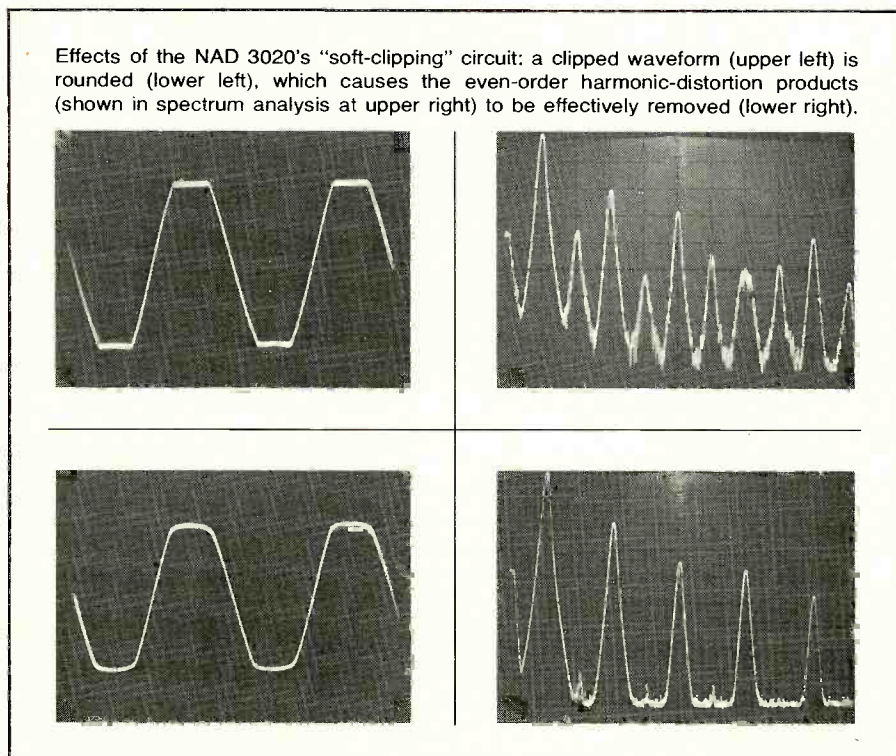 Effects of the NAD 3020's “soft-clipping” circuit: a clipped waveform (upper left) is
rounded (lower left), which causes the even-order harmonic-distortion products
(shown in spectrum analysis at upper right) to be effectively removed (lower right).